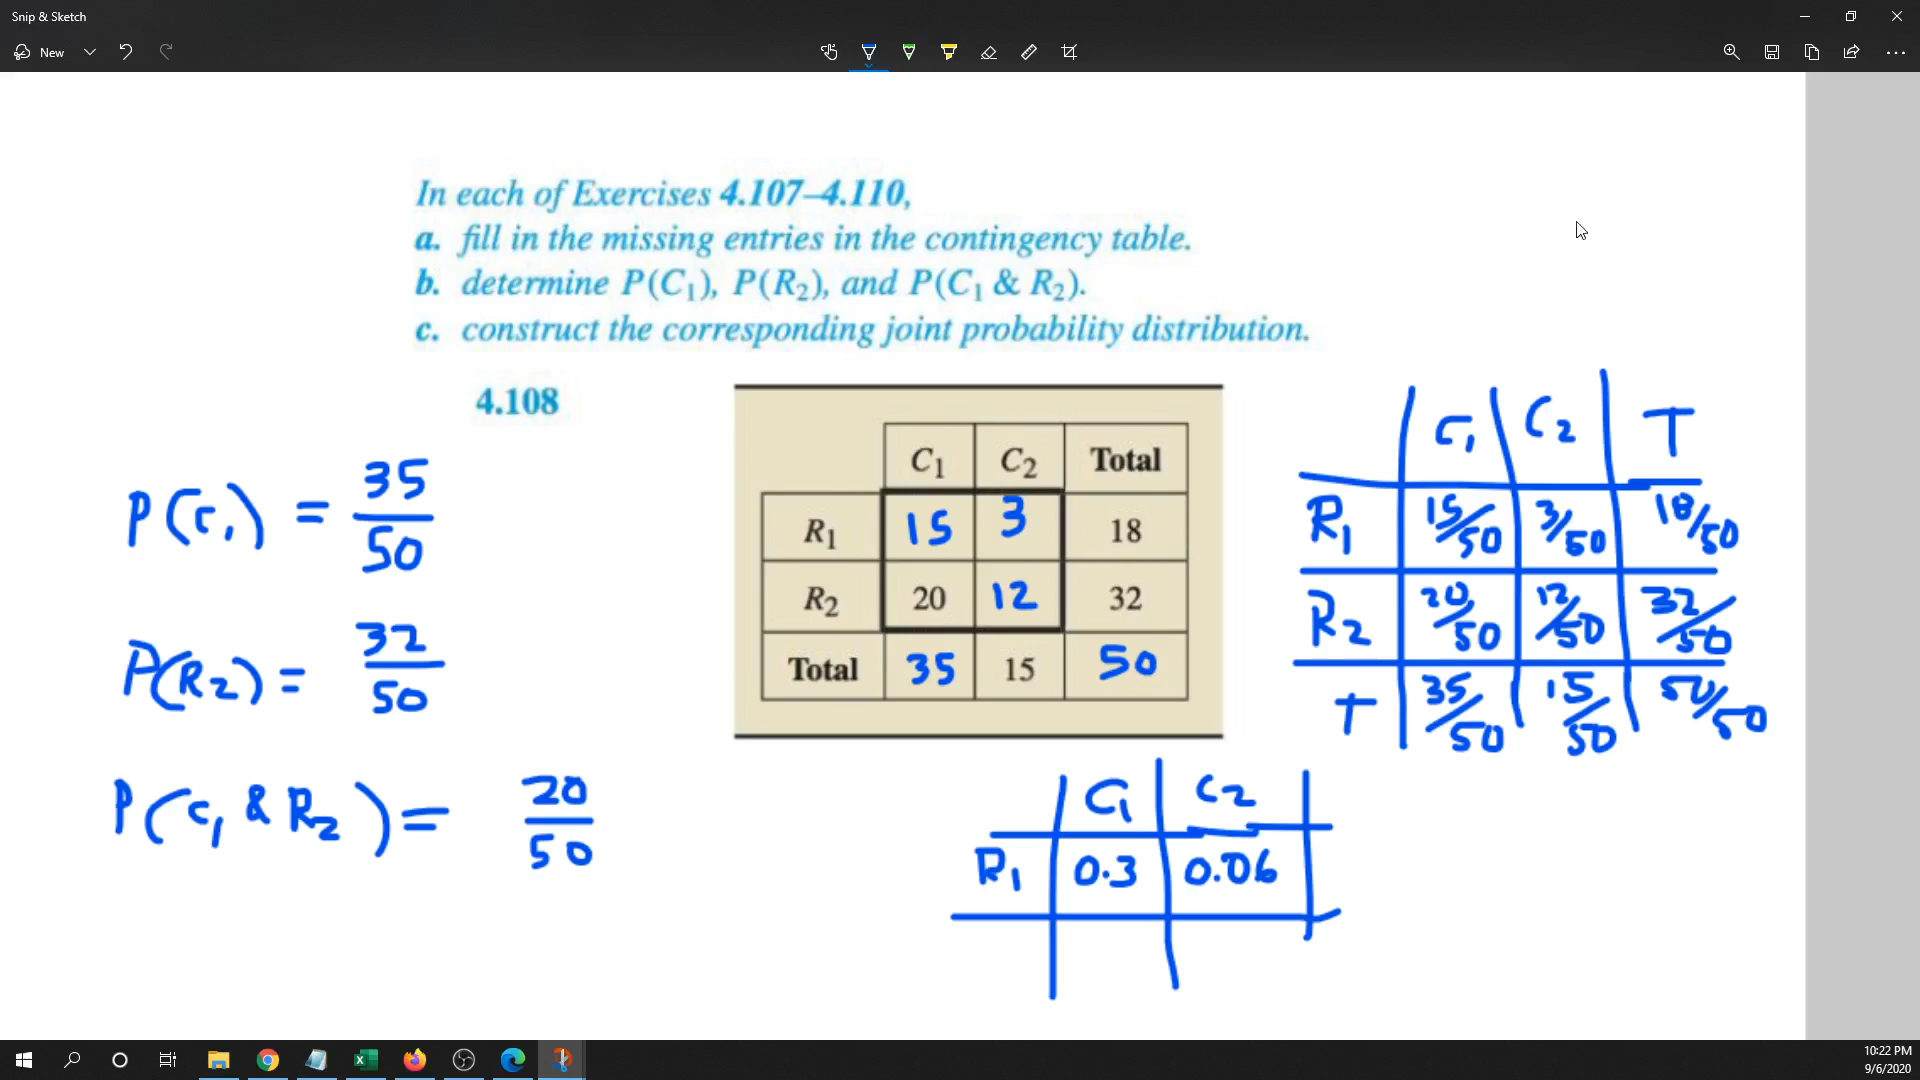 Snip & Sketch
New
In each of Exercises 4.107–4.110,
a. fill in the missing entries in the contingency table.
b. determine P(C₁), P(R₂), and P(C₁ & R₂).
c. construct the corresponding joint probability distribution.
4.108
P(C₁) = 35/50
P(R₂) = 32/50
P(C₁ & R₂) = 20/50
C₁ C₂ Total
R₁ 15 3 18
R₂ 20 12 32
Total 35 15 50
C₁ C₂ T
R₁ 15/50 3/50 18/50
R₂ 20/50 12/50 32/50
T 35/50 15/50 50/50
C₁ C₂
R₁ 0.3 0.06
10:22 PM
9/6/2020